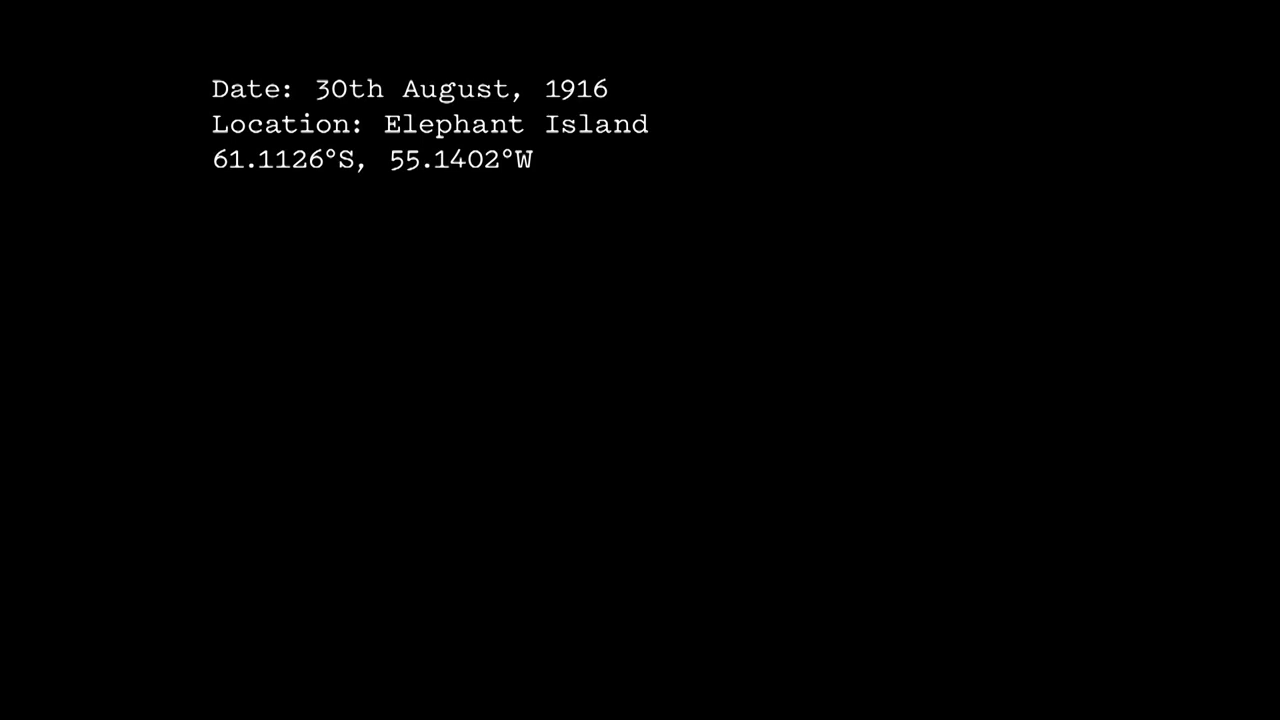 Date: 30th August, 1916
Location: Elephant Island
61.1126°S, 55.1402°W